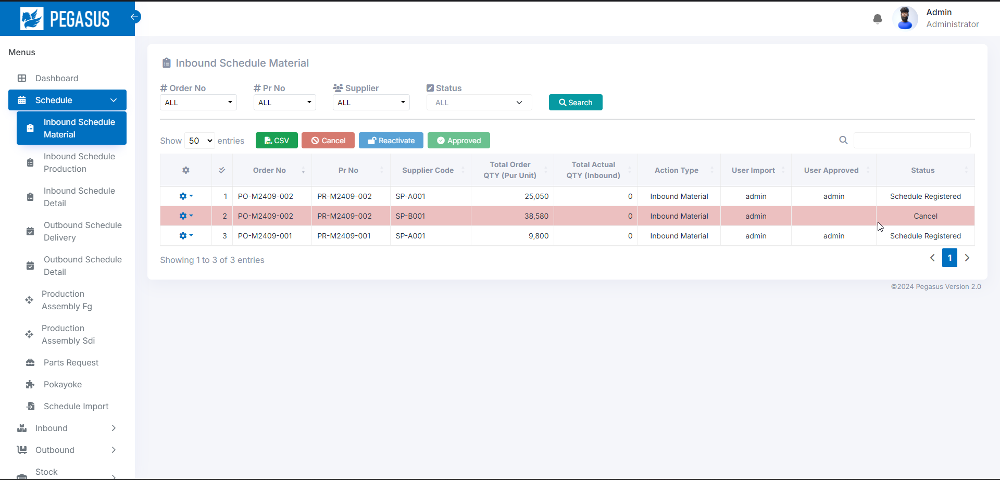 PEGASUS
Admin
Administrator
Menus
Dashboard
Schedule
Inbound Schedule
Material
Inbound Schedule
Production
Inbound Schedule
Detail
Outbound Schedule
Delivery
Outbound Schedule
Detail
Production
Assembly Fg
Production
Assembly Sdi
Parts Request
Pokayoke
Schedule Import
Inbound
Outbound
Stock
Inbound Schedule Material
# Order No # Pr No Supplier Status
ALL ALL ALL ALL Search
Show 50 entries CSV Cancel Reactivate Approved
Order No Pr No Supplier Code Total Order QTY (Pur Unit) Total Actual QTY (Inbound) Action Type User Import User Approved Status
1 PO-M2409-002 PR-M2409-002 SP-A001 25,050 0 Inbound Material admin admin Schedule Registered
2 PO-M2409-002 PR-M2409-002 SP-B001 38,580 0 Inbound Material admin Cancel
3 PO-M2409-001 PR-M2409-001 SP-A001 9,800 0 Inbound Material admin admin Schedule Registered
Showing 1 to 3 of 3 entries
1
©2024 Pegasus Version 2.0